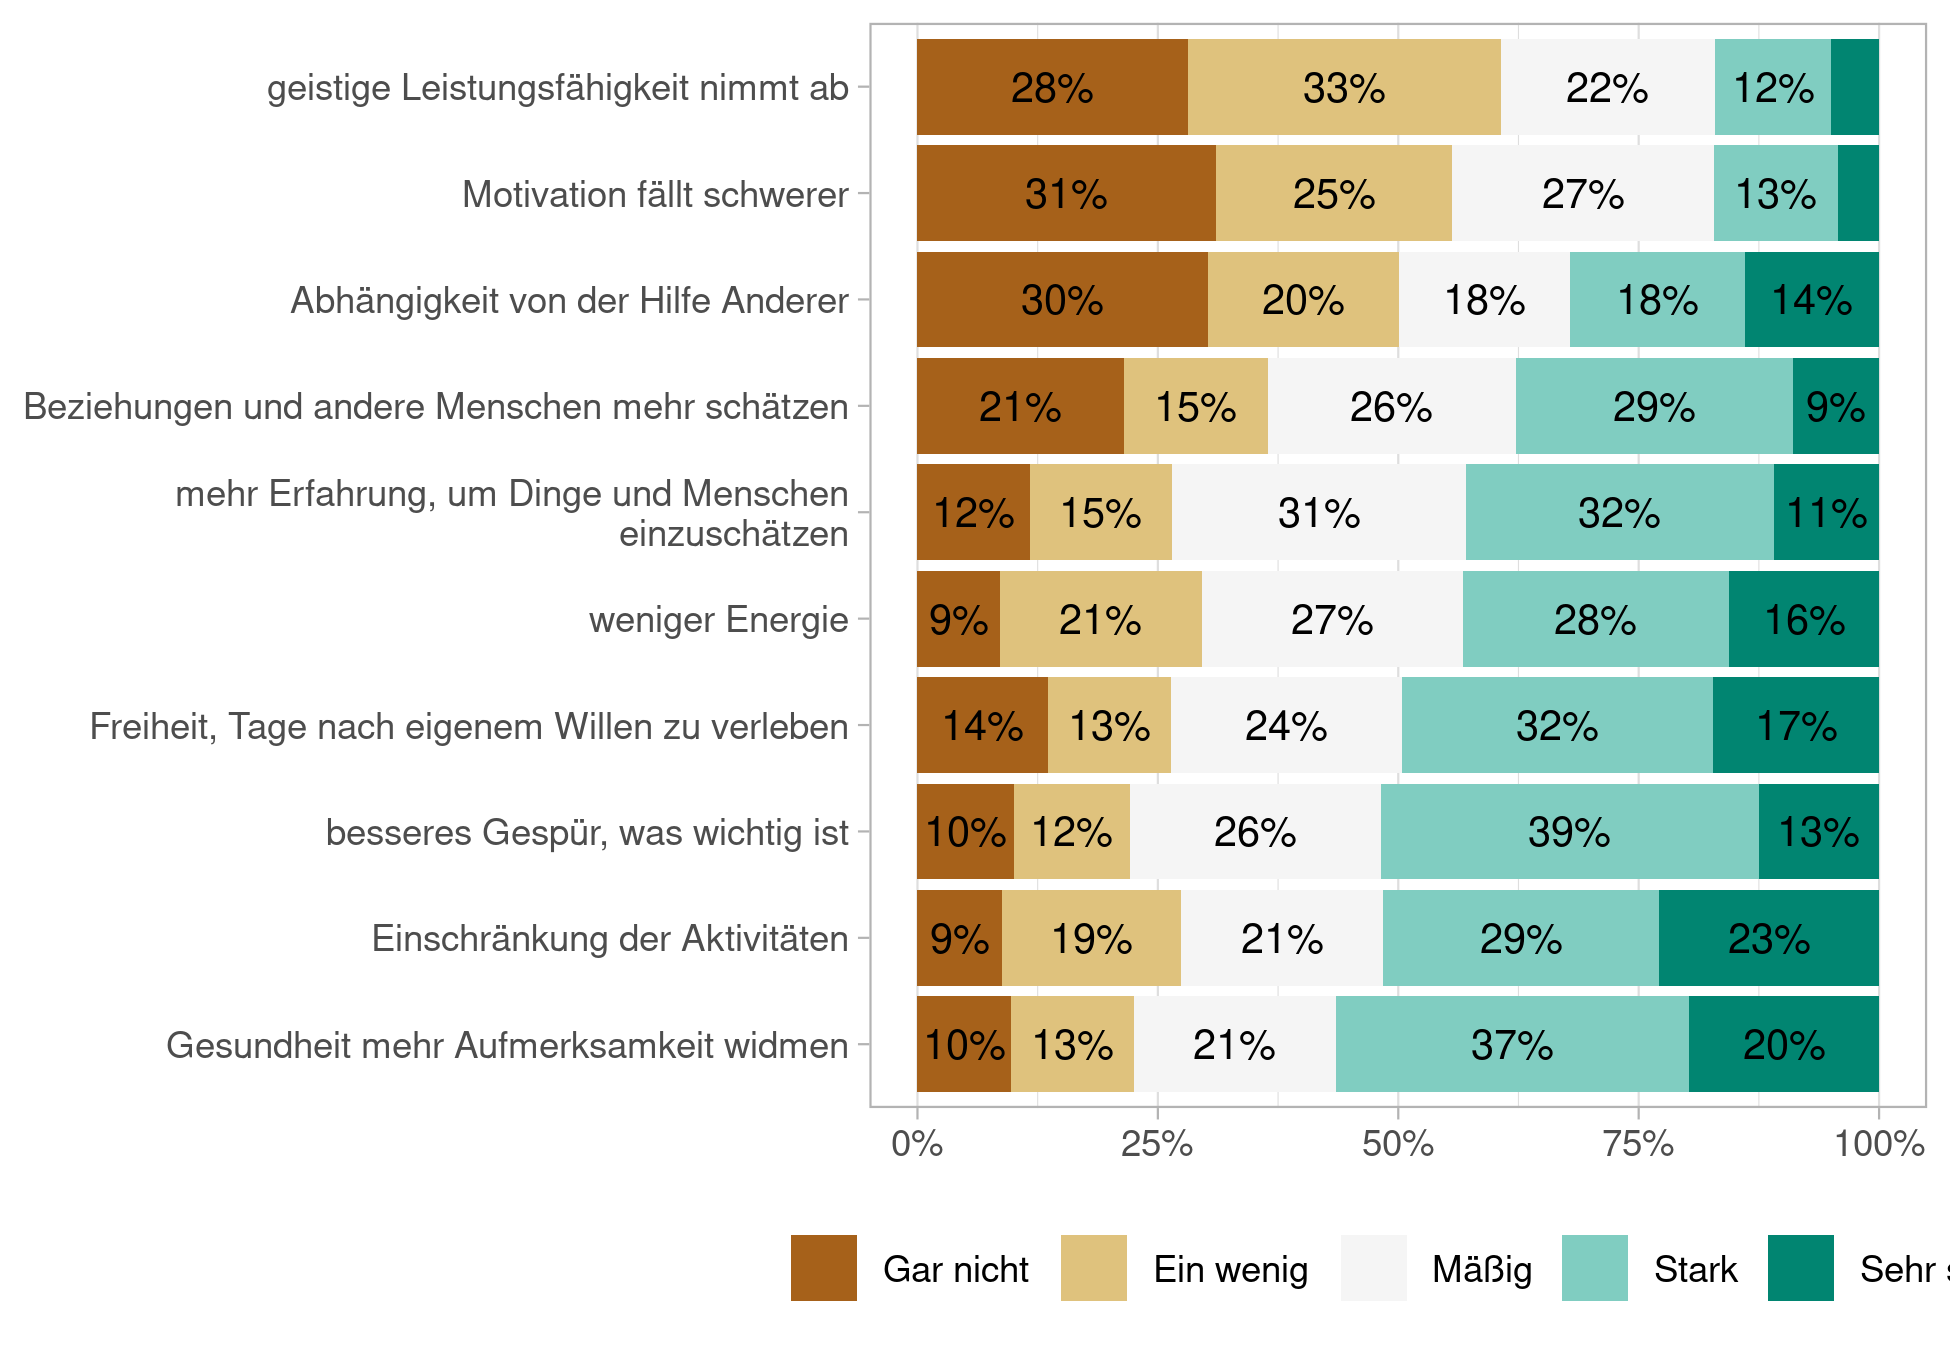 geistige Leistungsfähigkeit nimmt ab 28% 33% 22% 12%
Motivation fällt schwerer 31% 25% 27% 13%
Abhängigkeit von der Hilfe Anderer 30% 20% 18% 18% 14%
Beziehungen und andere Menschen mehr schätzen 21% 15% 26% 29% 9%
mehr Erfahrung, um Dinge und Menschen
einzuschätzen 12% 15% 31% 32% 11%
weniger Energie 9% 21% 27% 28% 16%
Freiheit, Tage nach eigenem Willen zu verleben 14% 13% 24% 32% 17%
besseres Gespür, was wichtig ist 10% 12% 26% 39% 13%
Einschränkung der Aktivitäten 9% 19% 21% 29% 23%
Gesundheit mehr Aufmerksamkeit widmen 10% 13% 21% 37% 20%
0% 25% 50% 75% 100%
Gar nicht Ein wenig Mäßig Stark Sehr